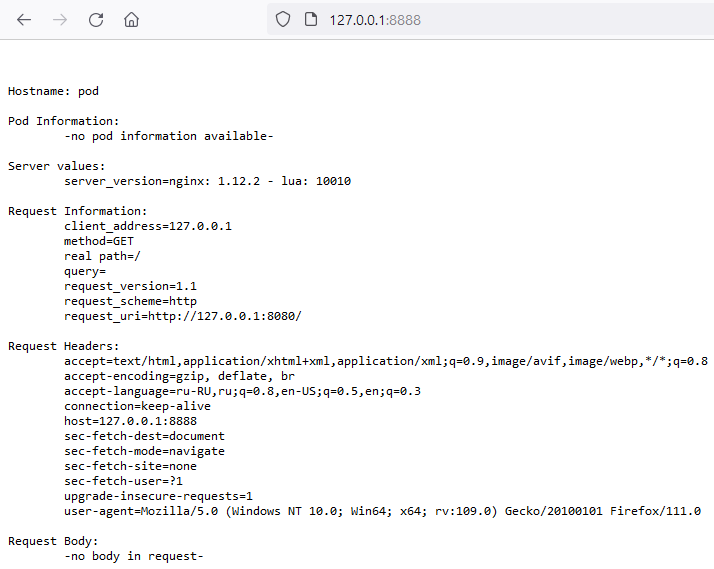 127.0.0.1:8888
Hostname: pod
Pod Information:
-no pod information available-
Server values:
server_version=nginx: 1.12.2 - lua: 10010
Request Information:
client_address=127.0.0.1
method=GET
real path=/
query=
request_version=1.1
request_scheme=http
request_uri=http://127.0.0.1:8080/
Request Headers:
accept=text/html,application/xhtml+xml,application/xml;q=0.9,image/avif,image/webp,*/*;q=0.8
accept-encoding=gzip, deflate, br
accept-language=ru-RU,ru;q=0.8,en-US;q=0.5,en;q=0.3
connection=keep-alive
host=127.0.0.1:8888
sec-fetch-dest=document
sec-fetch-mode=navigate
sec-fetch-site=none
sec-fetch-user=?1
upgrade-insecure-requests=1
user-agent=Mozilla/5.0 (Windows NT 10.0; Win64; x64; rv:109.0) Gecko/20100101 Firefox/111.0
Request Body:
-no body in request-